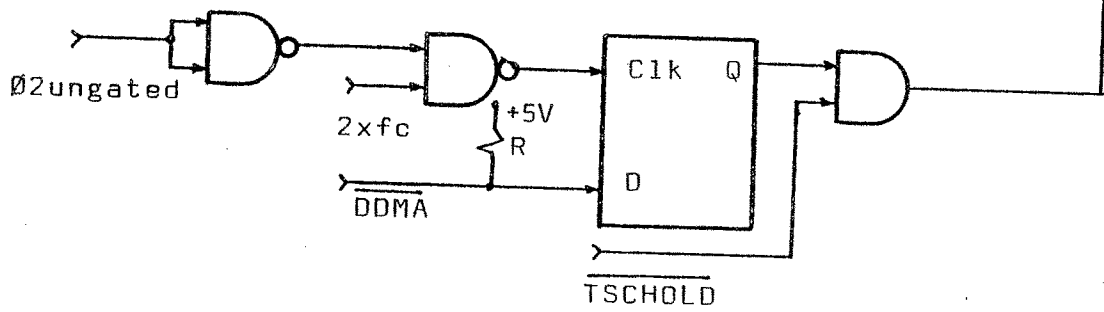 Clk Q
Ø2ungated
+5V
2xfc
R
D
DDMA
TSCHOLD